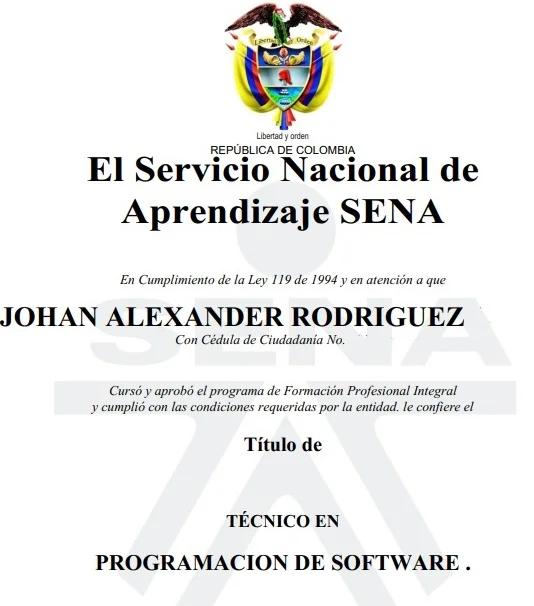 Libertad y Orden
Libertad y orden
REPÚBLICA DE COLOMBIA
El Servicio Nacional de
Aprendizaje SENA
En Cumplimiento de la Ley 119 de 1994 y en atención a que
JOHAN ALEXANDER RODRIGUEZ
Con Cédula de Ciudadanía No.
SENA
Cursó y aprobó el programa de Formación Profesional Integral
y cumplió con las condiciones requeridas por la entidad. le confiere el
Título de
TÉCNICO EN
PROGRAMACION DE SOFTWARE .